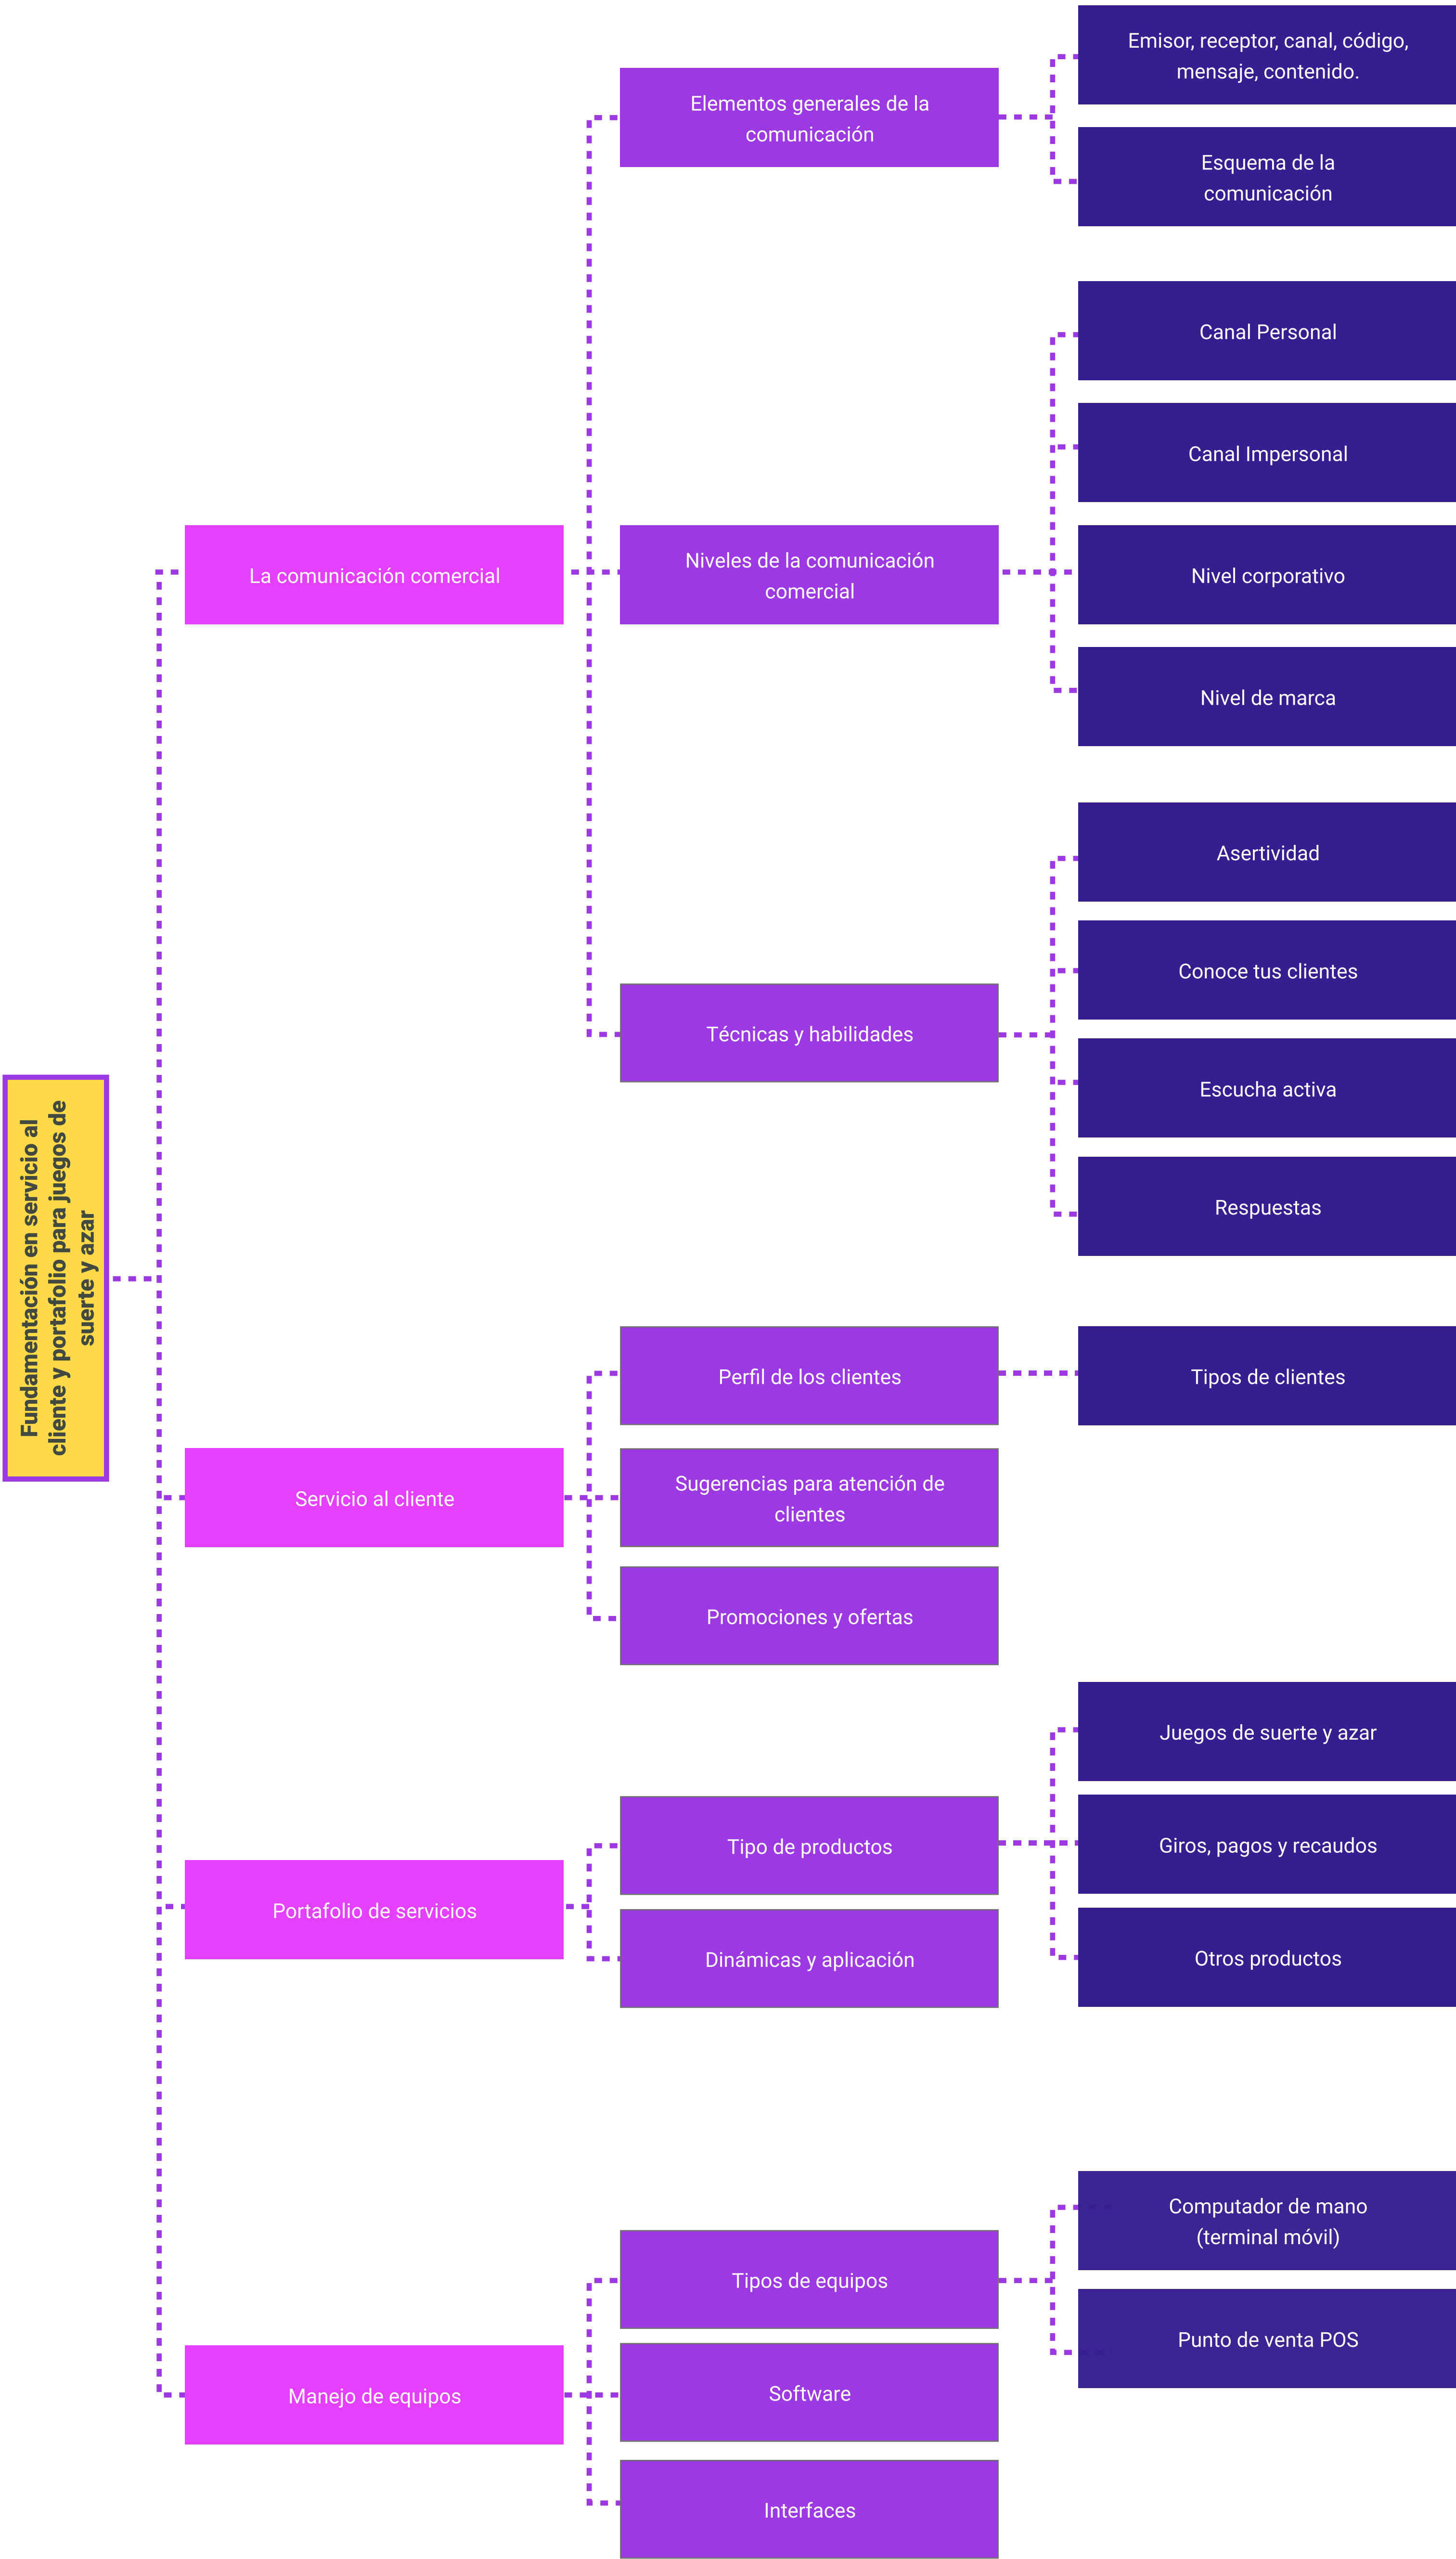 Fundamentación en servicio al
cliente y portafolio para juegos de
suerte y azar
La comunicación comercial
Elementos generales de la
comunicación
Emisor, receptor, canal, código,
mensaje, contenido.
Esquema de la
comunicación
Niveles de la comunicación
comercial
Canal Personal
Canal Impersonal
Nivel corporativo
Nivel de marca
Técnicas y habilidades
Asertividad
Conoce tus clientes
Escucha activa
Respuestas
Servicio al cliente
Perfil de los clientes
Tipos de clientes
Sugerencias para atención de
clientes
Promociones y ofertas
Portafolio de servicios
Tipo de productos
Juegos de suerte y azar
Giros, pagos y recaudos
Otros productos
Dinámicas y aplicación
Manejo de equipos
Tipos de equipos
Computador de mano
(terminal móvil)
Punto de venta POS
Software
Interfaces